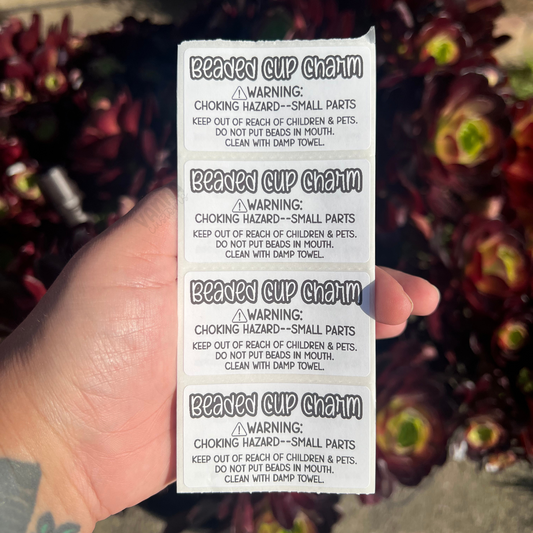 Beaded Cup Charm
⚠WARNING:
CHOKING HAZARD--SMALL PARTS
KEEP OUT OF REACH OF CHILDREN & PETS.
DO NOT PUT BEADS IN MOUTH.
CLEAN WITH DAMP TOWEL.
Beaded Cup Charm
⚠WARNING:
CHOKING HAZARD--SMALL PARTS
KEEP OUT OF REACH OF CHILDREN & PETS.
DO NOT PUT BEADS IN MOUTH.
CLEAN WITH DAMP TOWEL.
Beaded Cup Charm
⚠WARNING:
CHOKING HAZARD--SMALL PARTS
KEEP OUT OF REACH OF CHILDREN & PETS.
DO NOT PUT BEADS IN MOUTH.
CLEAN WITH DAMP TOWEL.
Beaded Cup Charm
⚠WARNING:
CHOKING HAZARD--SMALL PARTS
KEEP OUT OF REACH OF CHILDREN & PETS.
DO NOT PUT BEADS IN MOUTH.
CLEAN WITH DAMP TOWEL.